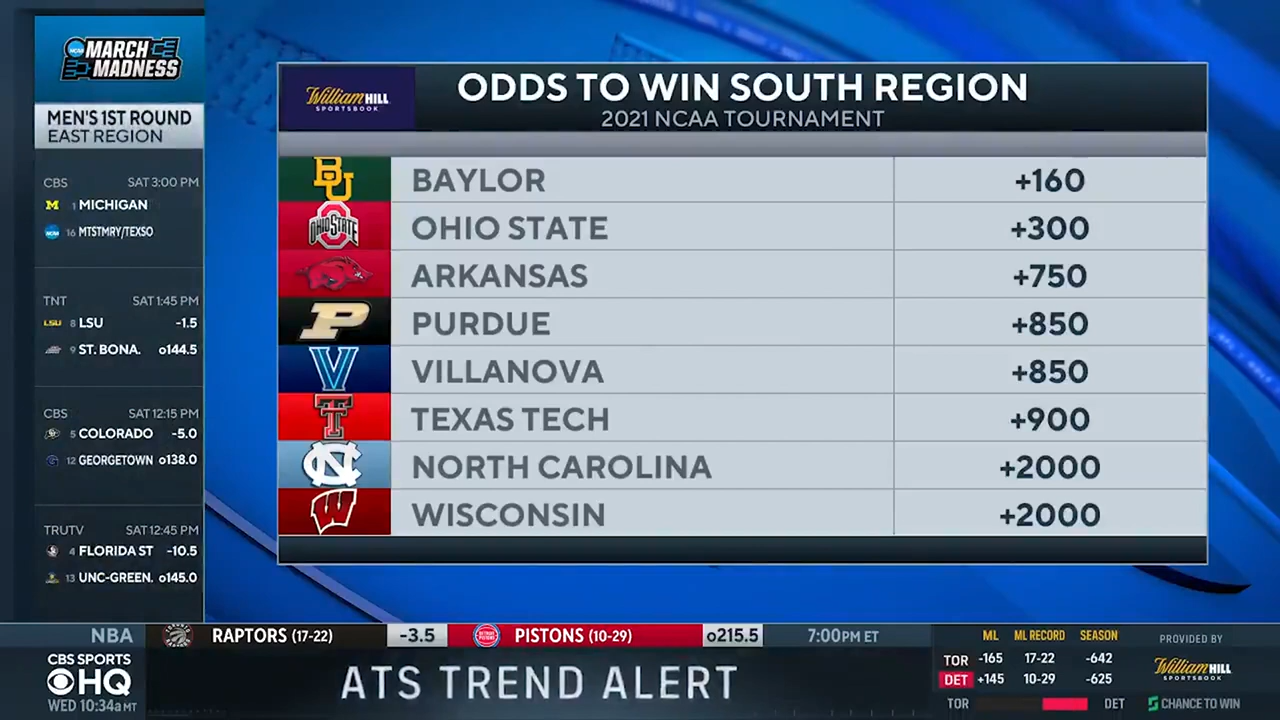 NCAA MARCH
MADNESS
MEN'S 1ST ROUND
EAST REGION
CBS SAT 3:00 PM
M 1 MICHIGAN
NCAA 16 MTSTMRY/TEXSO
TNT SAT 1:45 PM
LSU 8 LSU -1.5
9 ST. BONA. o144.5
CBS SAT 12:15 PM
5 COLORADO -5.0
12 GEORGETOWN o138.0
TRUTV SAT 12:45 PM
4 FLORIDA ST -10.5
13 UNC-GREEN. o145.0
William HILL
SPORTSBOOK
ODDS TO WIN SOUTH REGION
2021 NCAA TOURNAMENT
BU BAYLOR +160
OHIO STATE OHIO STATE +300
ARKANSAS +750
P PURDUE +850
V VILLANOVA +850
T TEXAS TECH +900
NC NORTH CAROLINA +2000
W WISCONSIN +2000
NBA RAPTORS (17-22) -3.5 DETROIT PISTONS PISTONS (10-29) o215.5 7:00PM ET
CBS SPORTS
HQ
WED 10:34a MT
ATS TREND ALERT
ML ML RECORD SEASON
TOR -165 17-22 -642
DET +145 10-29 -625
TOR DET
PROVIDED BY
William HILL
SPORTSBOOK
CHANCE TO WIN